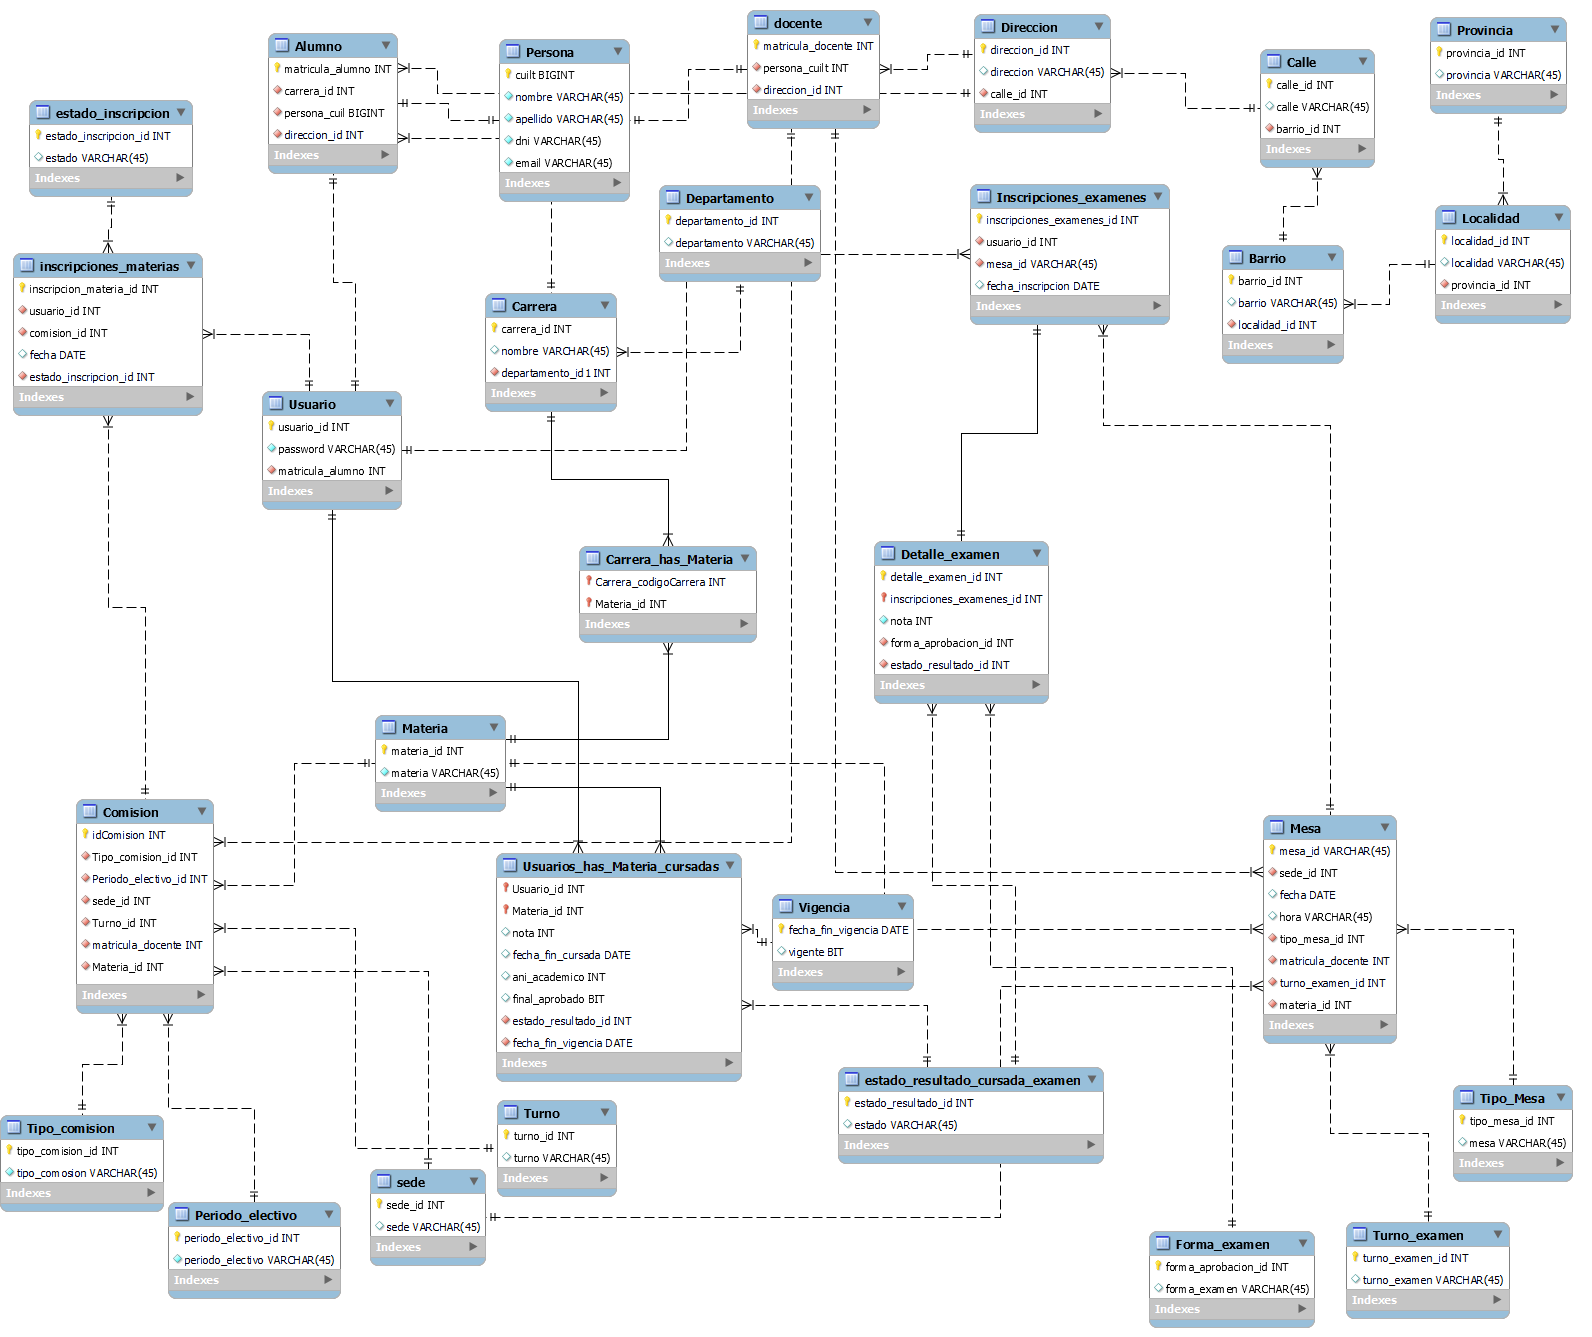 estado_inscripcion
estado_inscripcion_id INT
estado VARCHAR(45)
Indexes
Alumno
matricula_alumno INT
carrera_id INT
persona_cuil BIGINT
direccion_id INT
Indexes
Persona
cuilt BIGINT
nombre VARCHAR(45)
apellido VARCHAR(45)
dni VARCHAR(45)
email VARCHAR(45)
Indexes
docente
matricula_docente INT
persona_cuilt INT
direccion_id INT
Indexes
Direccion
direccion_id INT
direccion VARCHAR(45)
calle_id INT
Indexes
Calle
calle_id INT
calle VARCHAR(45)
barrio_id INT
Indexes
Provincia
provincia_id INT
provincia VARCHAR(45)
Indexes
Departamento
departamento_id INT
departamento VARCHAR(45)
Indexes
Inscripciones_examenes
inscripciones_examenes_id INT
usuario_id INT
mesa_id VARCHAR(45)
fecha_inscripcion DATE
Indexes
Localidad
localidad_id INT
localidad VARCHAR(45)
provincia_id INT
Indexes
Barrio
barrio_id INT
barrio VARCHAR(45)
localidad_id INT
Indexes
inscripciones_materias
inscripcion_materia_id INT
usuario_id INT
comision_id INT
fecha DATE
estado_inscripcion_id INT
Indexes
Carrera
carrera_id INT
nombre VARCHAR(45)
departamento_id1 INT
Indexes
Usuario
usuario_id INT
password VARCHAR(45)
matricula_alumno INT
Indexes
Carrera_has_Materia
Carrera_codigoCarrera INT
Materia_id INT
Indexes
Detalle_examen
detalle_examen_id INT
inscripciones_examenes_id INT
nota INT
forma_aprobacion_id INT
estado_resultado_id INT
Indexes
Materia
materia_id INT
materia VARCHAR(45)
Indexes
Comision
idComision INT
Tipo_comision_id INT
Periodo_electivo_id INT
sede_id INT
Turno_id INT
matricula_docente INT
Materia_id INT
Indexes
Usuarios_has_Materia_cursadas
Usuario_id INT
Materia_id INT
nota INT
fecha_fin_cursada DATE
ani_academico INT
final_aprobado BIT
estado_resultado_id INT
fecha_fin_vigencia DATE
Indexes
Vigencia
fecha_fin_vigencia DATE
vigente BIT
Indexes
Mesa
mesa_id VARCHAR(45)
sede_id INT
fecha DATE
hora VARCHAR(45)
tipo_mesa_id INT
matricula_docente INT
turno_examen_id INT
materia_id INT
Indexes
estado_resultado_cursada_examen
estado_resultado_id INT
estado VARCHAR(45)
Indexes
Tipo_Mesa
tipo_mesa_id INT
mesa VARCHAR(45)
Indexes
Tipo_comision
tipo_comision_id INT
tipo_comosion VARCHAR(45)
Indexes
Turno
turno_id INT
turno VARCHAR(45)
Indexes
sede
sede_id INT
sede VARCHAR(45)
Indexes
Periodo_electivo
periodo_electivo_id INT
periodo_electivo VARCHAR(45)
Indexes
Forma_examen
forma_aprobacion_id INT
forma_examen VARCHAR(45)
Indexes
Turno_examen
turno_examen_id INT
turno_examen VARCHAR(45)
Indexes